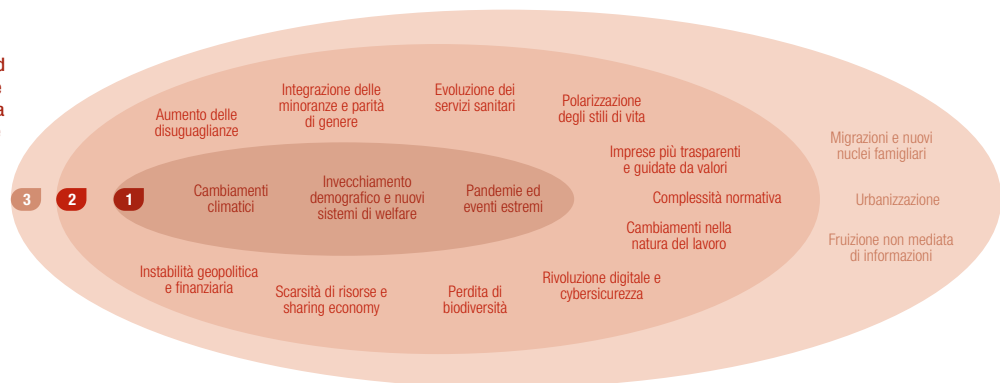 d
e
a
Aumento delle
disuguaglianze
Integrazione delle
minoranze e parità
di genere
Evoluzione dei
servizi sanitari
Polarizzazione
degli stili di vita
Imprese più trasparenti
e guidate da valori
Complessità normativa
Cambiamenti nella
natura del lavoro
Migrazioni e nuovi
nuclei famigliari
Urbanizzazione
Fruizione non mediata
di informazioni
3
2
1
Cambiamenti
climatici
Invecchiamento
demografico e nuovi
sistemi di welfare
Pandemie ed
eventi estremi
Instabilità geopolitica
e finanziaria
Scarsità di risorse e
sharing economy
Perdita di
biodiversità
Rivoluzione digitale e
cybersicurezza